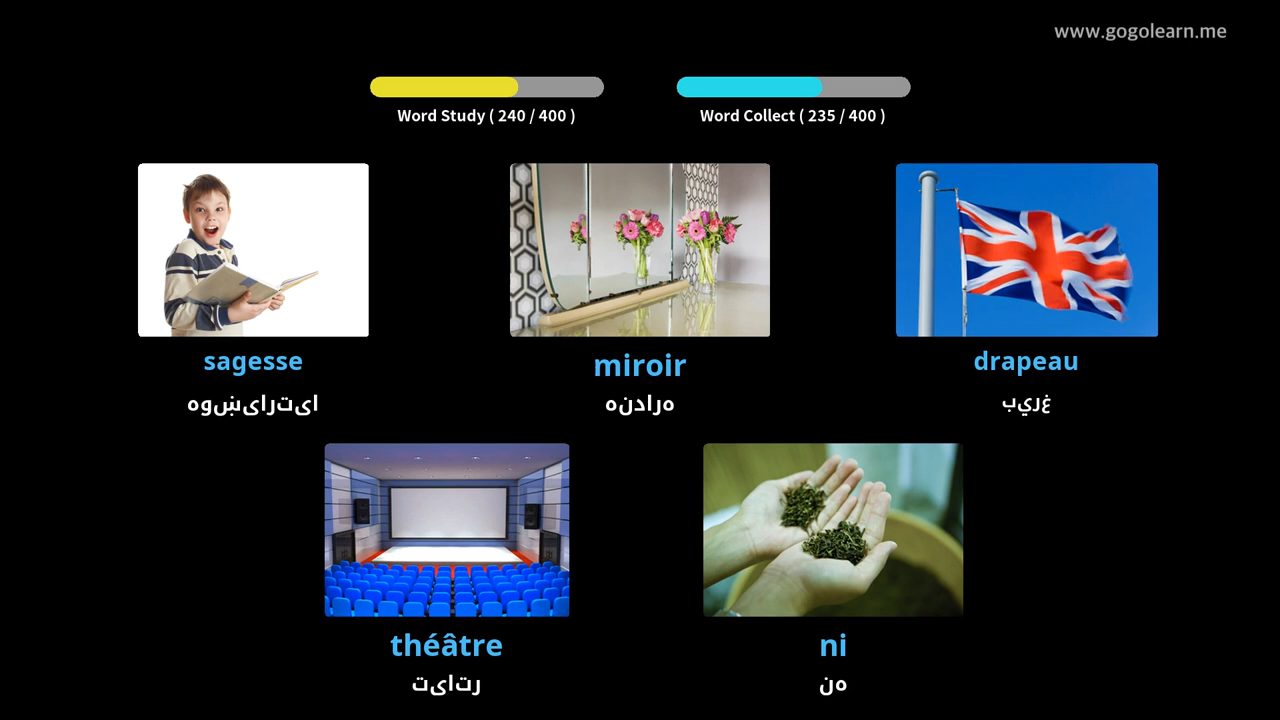 www.gogolearn.me
Word Study ( 240 / 400 )
Word Collect ( 235 / 400 )
sagesse
ایترایښوه
miroir
هرادنه
drapeau
غريب
théâtre
رتایت
ni
هن